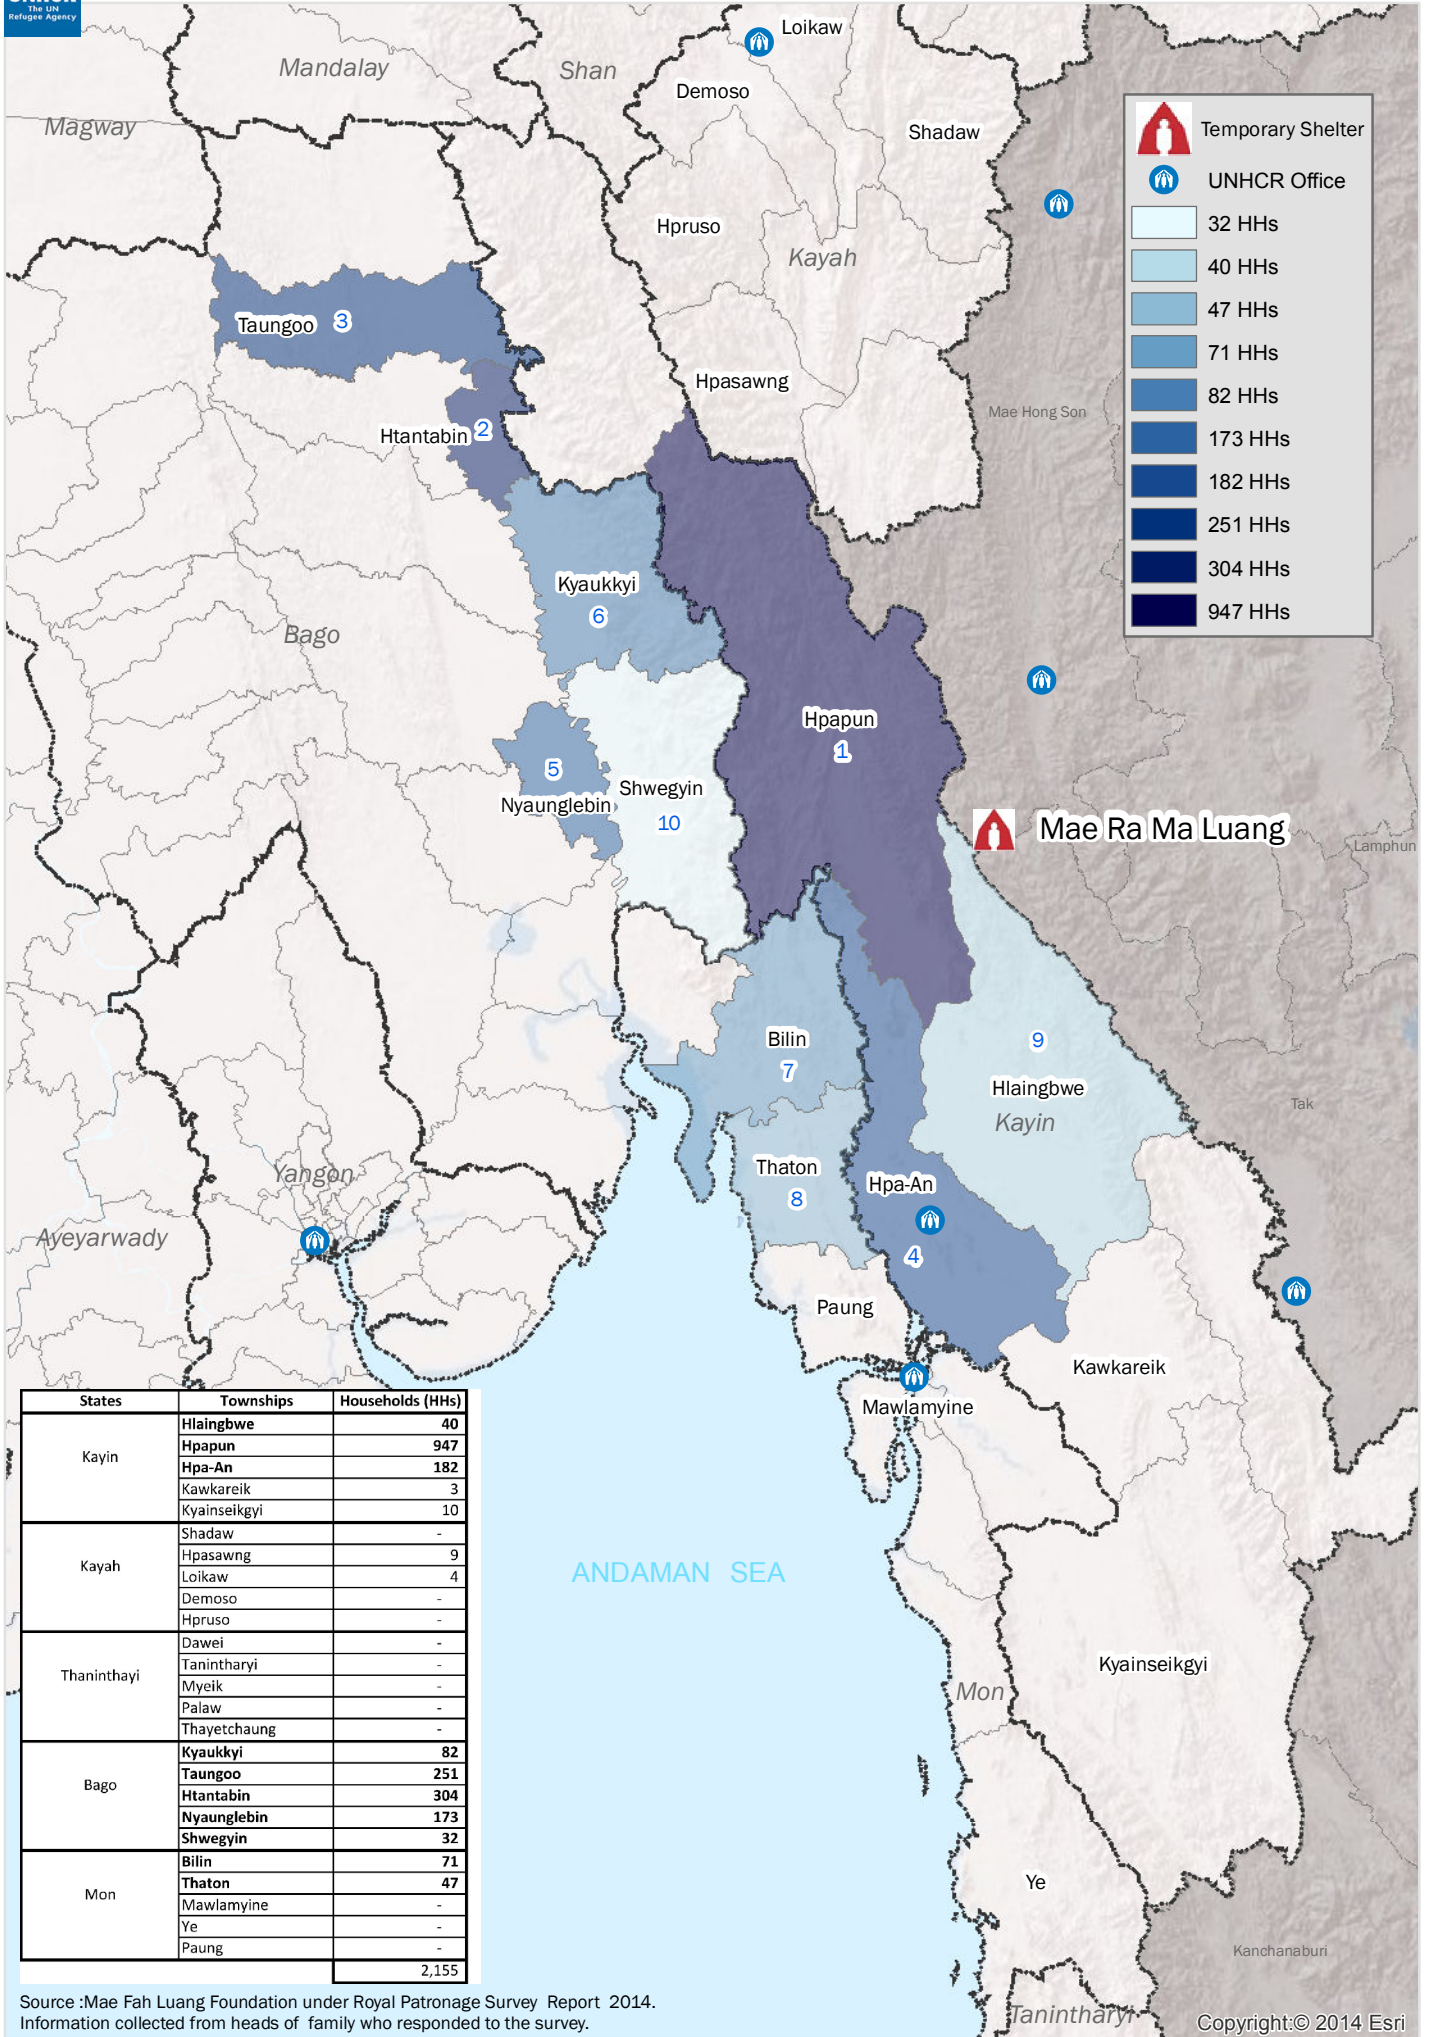 The UN
Refugee Agency
Loikaw
Mandalay
Shan
Demoso
Magway
Shadaw
Temporary Shelter
UNHCR Office
32 HHs
40 HHs
47 HHs
71 HHs
82 HHs
173 HHs
182 HHs
251 HHs
304 HHs
947 HHs
Hpruso
Kayah
Taungoo 3
Hpasawng
Mae Hong Son
Htantabin 2
Kyaukkyi
6
Bago
Hpapun
1
5
Nyaunglebin
Shwegyin
10
Mae Ra Ma Luang
Lamphun
Bilin
7
9
Hlaingbwe
Kayin
Tak
Thaton
8
Hpa-An
4
Yangon
Ayeyarwady
Paung
Kawkareik
Mawlamyine
States Townships Households (HHs)
Kayin
Hlaingbwe 40
Hpapun 947
Hpa-An 182
Kawkareik 3
Kyainseikgyi 10
Kayah
Shadaw -
Hpasawng 9
Loikaw 4
Demoso -
Hpruso -
Thaninthayi
Dawei -
Tanintharyi -
Myeik -
Palaw -
Thayetchaung -
Bago
Kyaukkyi 82
Taungoo 251
Htantabin 304
Nyaunglebin 173
Shwegyin 32
Mon
Bilin 71
Thaton 47
Mawlamyine -
Ye -
Paung -
2,155
ANDAMAN SEA
Kyainseikgyi
Mon
Ye
Kanchanaburi
Tanintharyi
Source :Mae Fah Luang Foundation under Royal Patronage Survey Report 2014.
Information collected from heads of family who responded to the survey.
Copyright:© 2014 Esri